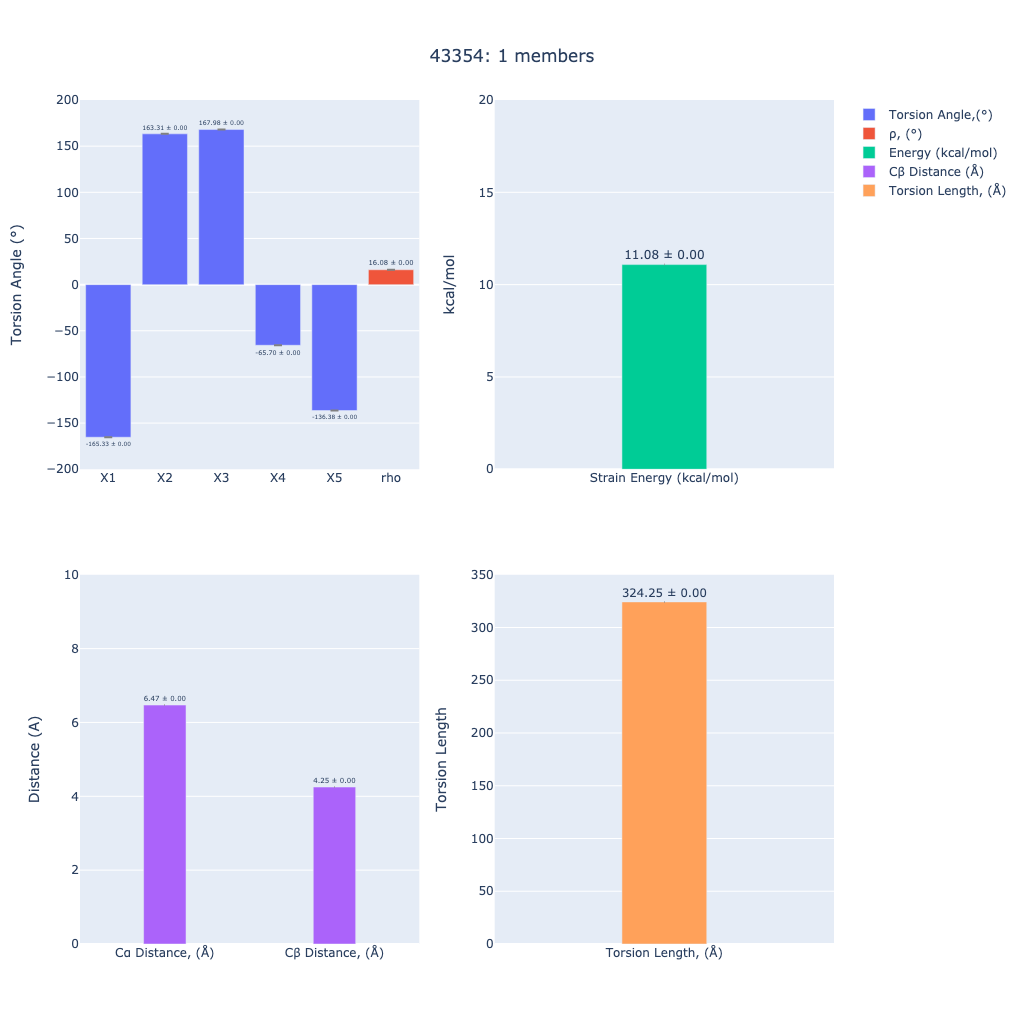 43354: 1 members
Torsion Angle (°)
200
150
100
50
0
−50
−100
−150
−200
163.31 ± 0.00
167.98 ± 0.00
16.08 ± 0.00
-65.70 ± 0.00
-136.38 ± 0.00
-165.33 ± 0.00
X1 X2 X3 X4 X5 rho
kcal/mol
20
15
10
5
0
11.08 ± 0.00
Strain Energy (kcal/mol)
Torsion Angle,(°)
ρ, (°)
Energy (kcal/mol)
Cβ Distance (Å)
Torsion Length, (Å)
Distance (A)
10
8
6
4
2
0
6.47 ± 0.00
4.25 ± 0.00
Cα Distance, (Å) Cβ Distance, (Å)
Torsion Length
350
300
250
200
150
100
50
0
324.25 ± 0.00
Torsion Length, (Å)